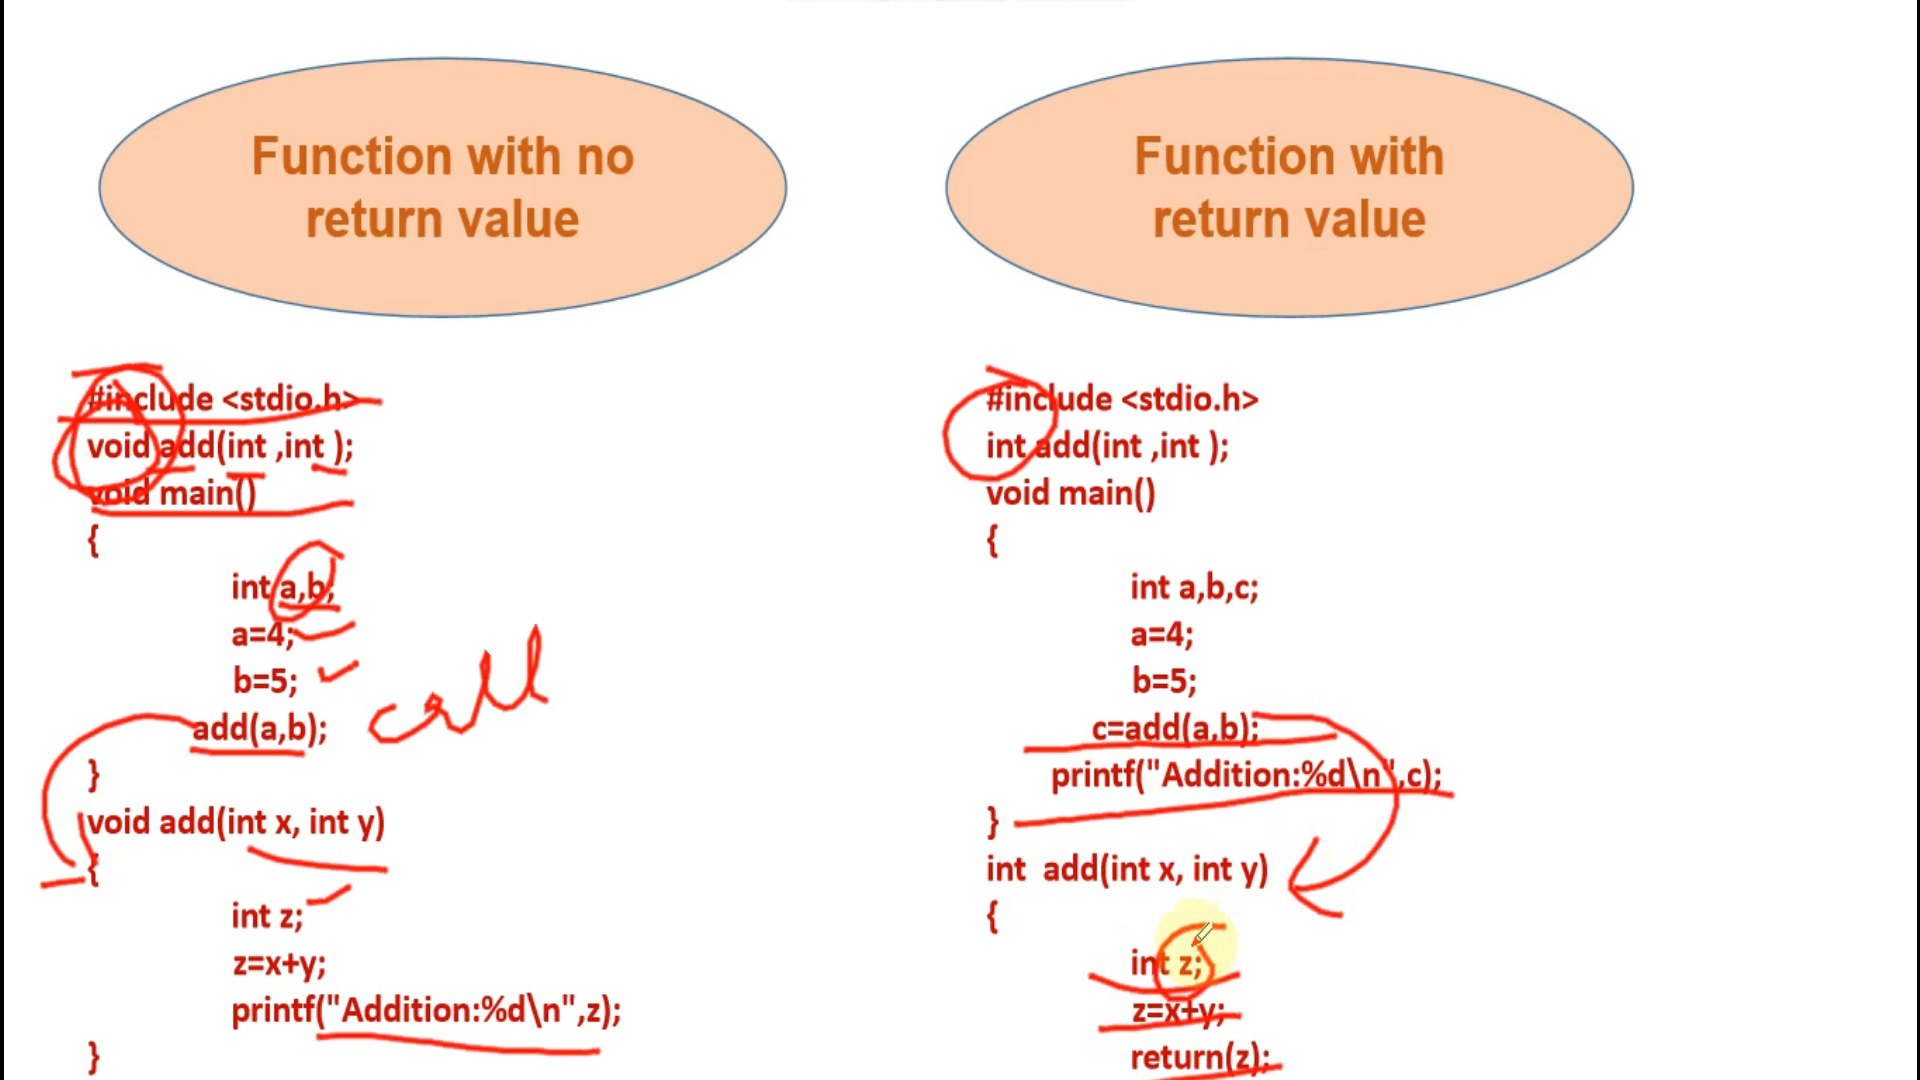 Function with no
return value
#include <stdio.h>
void add(int ,int );
void main()
{
int a,b;
a=4;
b=5;
add(a,b);
call
}
void add(int x, int y)
{
int z;
z=x+y;
printf("Addition:%d\n",z);
}
Function with
return value
#include <stdio.h>
int add(int ,int );
void main()
{
int a,b,c;
a=4;
b=5;
c=add(a,b);
printf("Addition:%d\n",c);
}
int  add(int x, int y)
{
int z;
z=x+y;
return(z);